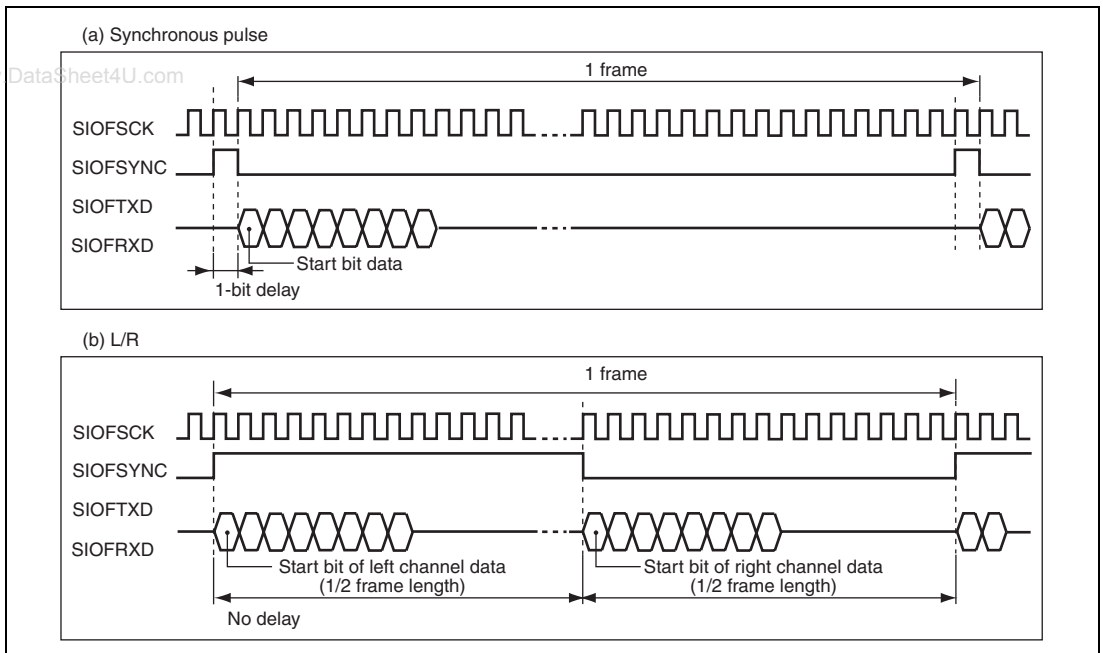 (a) Synchronous pulse
DataSheet4U.com
1 frame
SIOFSCK
SIOFSYNC
SIOFTXD
SIOFRXD
Start bit data
1-bit delay
(b) L/R
1 frame
SIOFSCK
SIOFSYNC
SIOFTXD
SIOFRXD
Start bit of left channel data
(1/2 frame length)
Start bit of right channel data
(1/2 frame length)
No delay